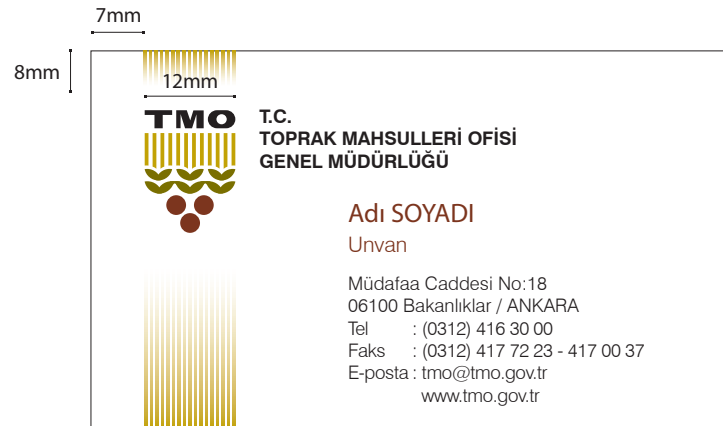 7mm
8mm
12mm
TMO
T.C.
TOPRAK MAHSULLERİ OFİSİ
GENEL MÜDÜRLÜĞÜ
Adı SOYADI
Unvan
Müdafaa Caddesi No:18
06100 Bakanlıklar / ANKARA
Tel : (0312) 416 30 00
Faks : (0312) 417 72 23 - 417 00 37
E-posta : tmo@tmo.gov.tr
www.tmo.gov.tr